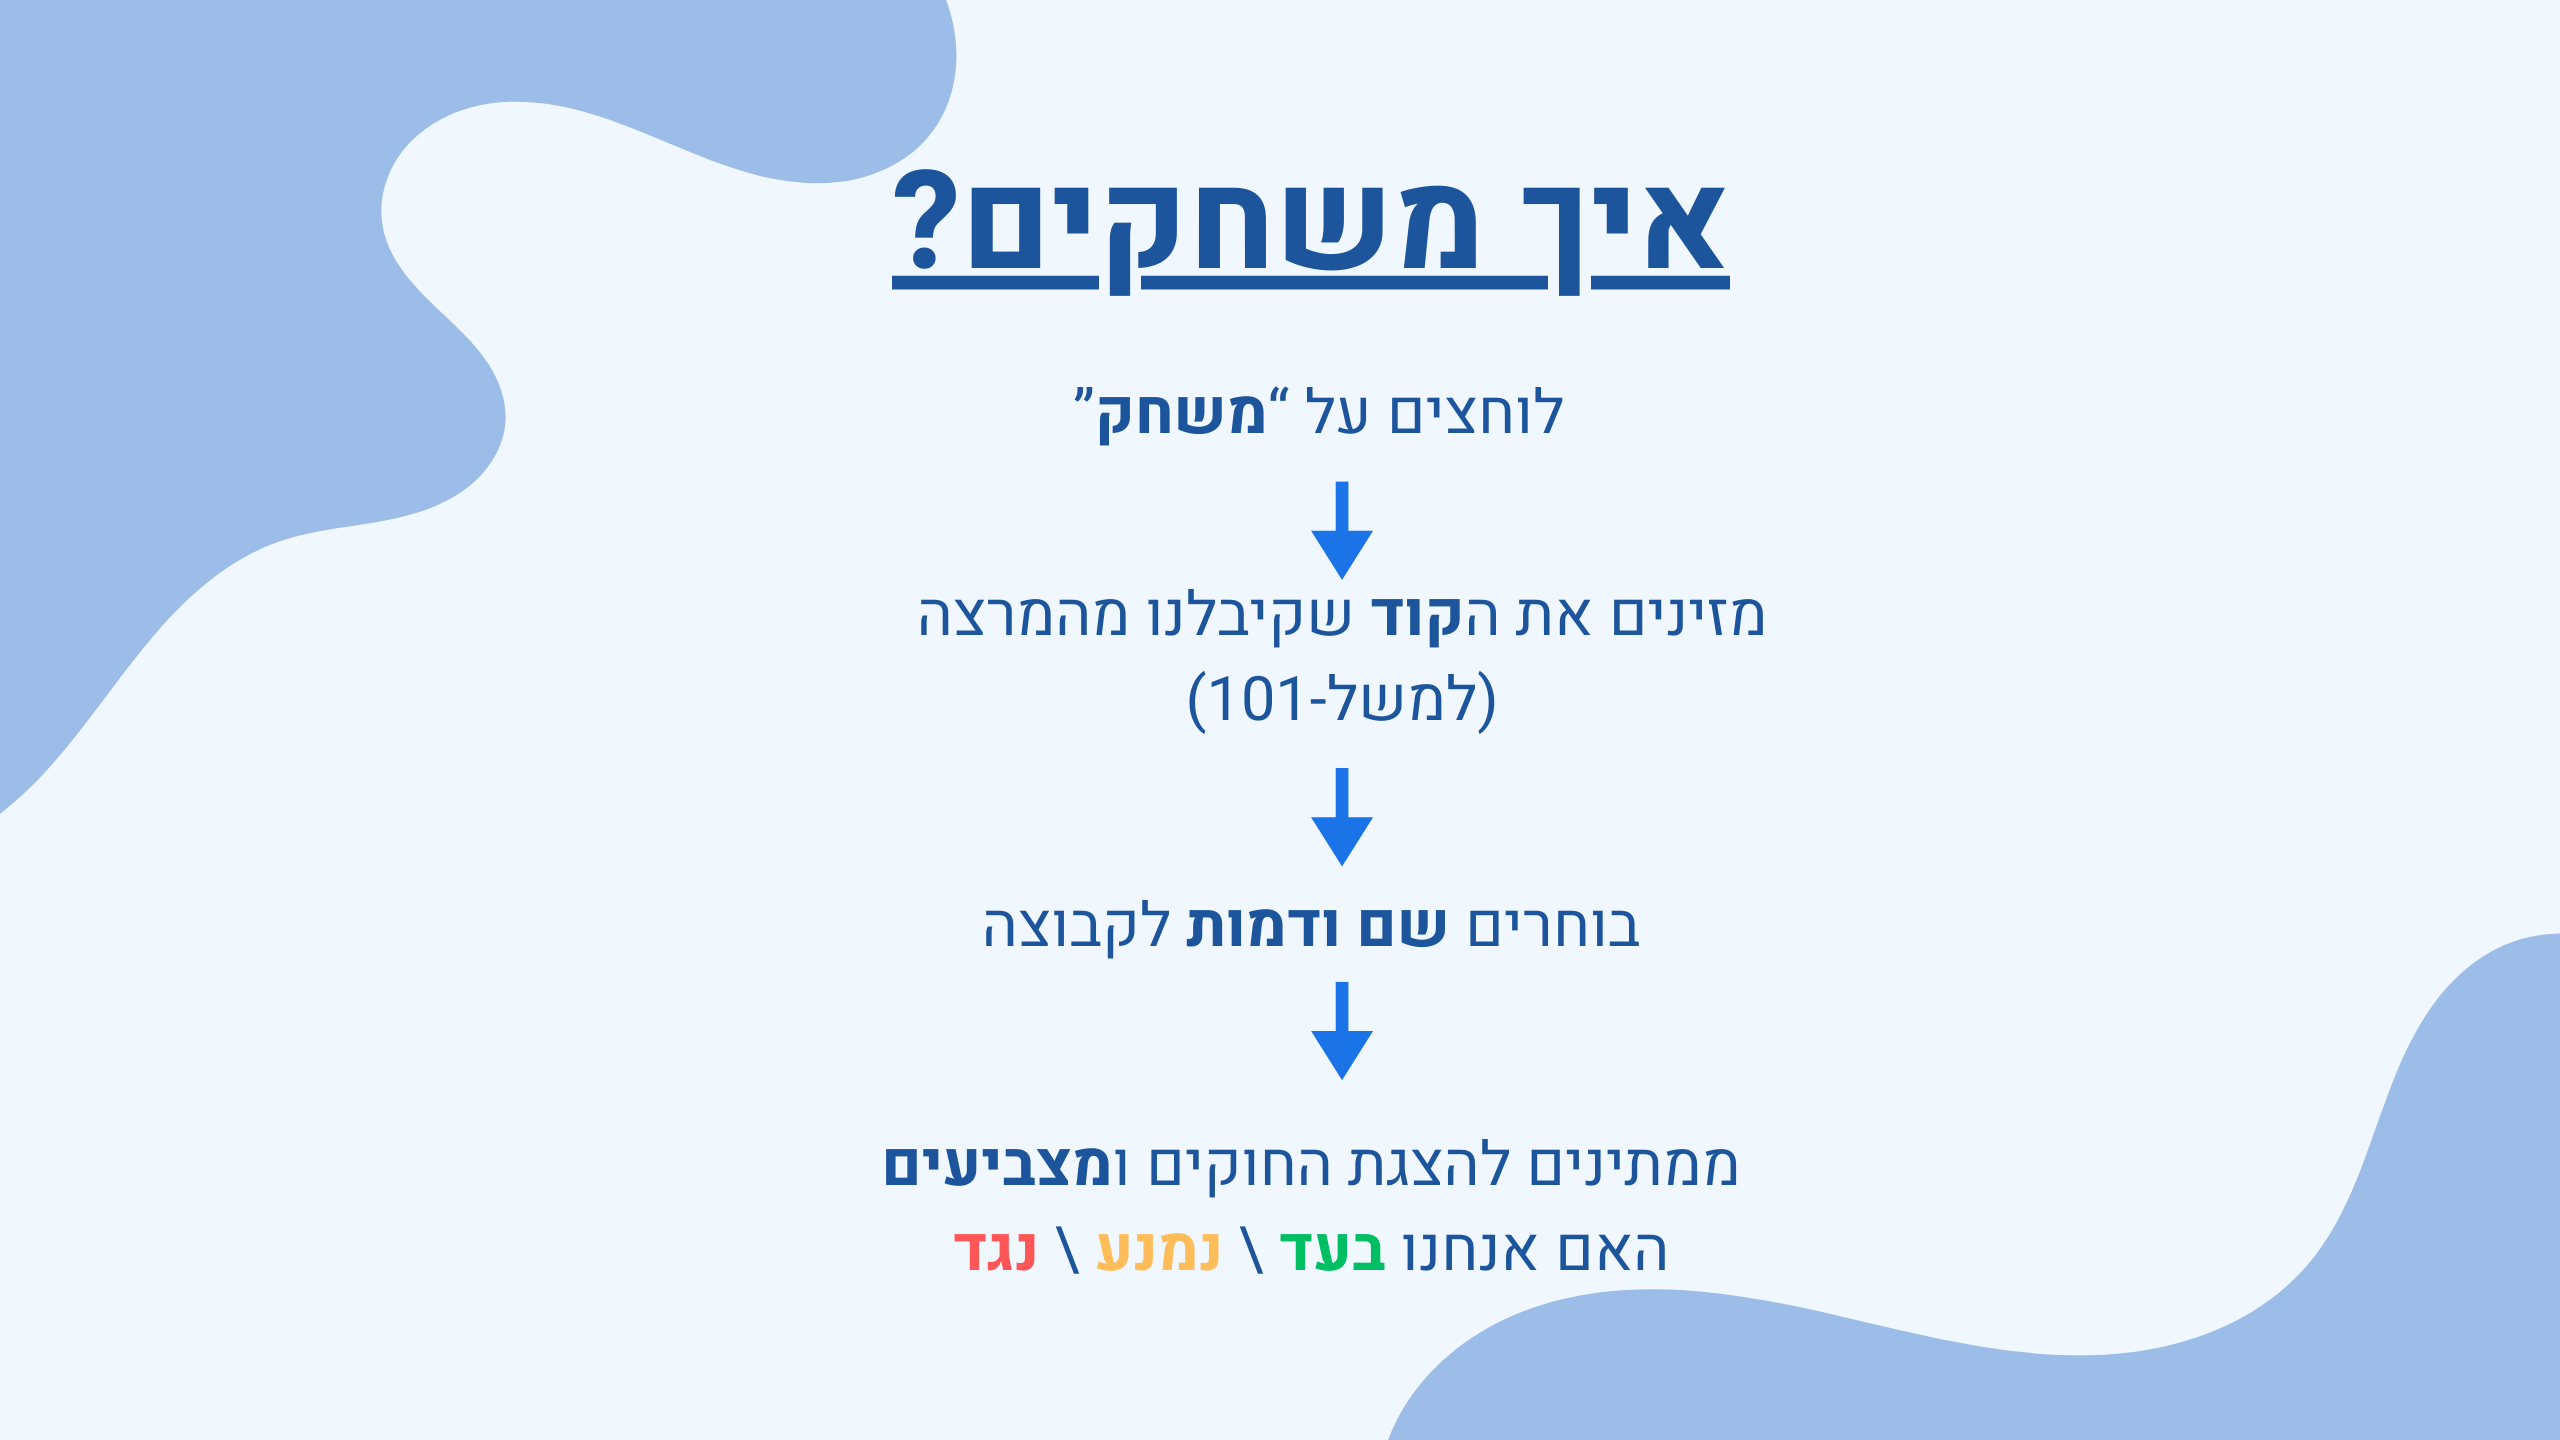 איך משחקים?
לוחצים על “משחק”
מזינים את הקוד שקיבלנו מהמרצה
(למשל-101)
בוחרים שם ודמות לקבוצה
ממתינים להצגת החוקים ומצביעים
האם אנחנו בעד \ נמנע \ נגד